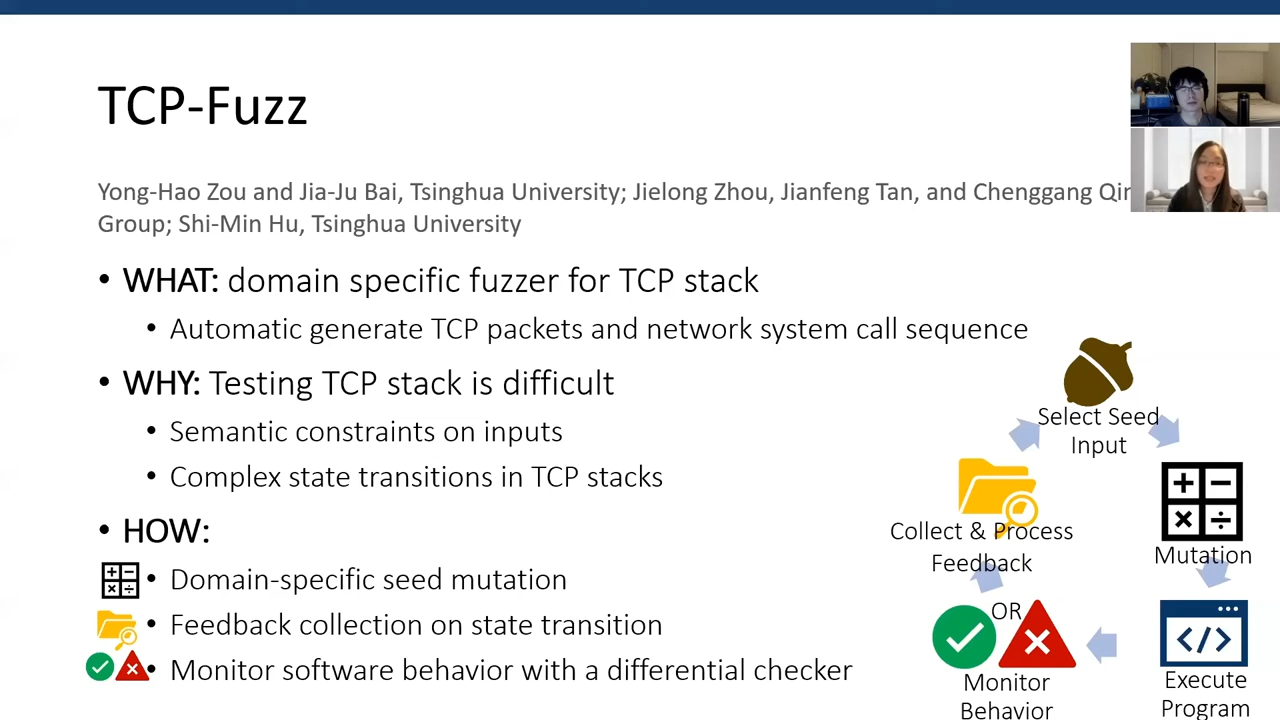 TCP-Fuzz
Yong-Hao Zou and Jia-Ju Bai, Tsinghua University; Jielong Zhou, Jianfeng Tan, and Chenggang
Group; Shi-Min Hu, Tsinghua University
• WHAT: domain specific fuzzer for TCP stack
• Automatic generate TCP packets and network system call sequence
• WHY: Testing TCP stack is difficult
• Semantic constraints on inputs
• Complex state transitions in TCP stacks
• HOW:
• Domain-specific seed mutation
• Feedback collection on state transition
• Monitor software behavior with a differential checker
Select Seed
Input
Mutation
Execute
Program
OR
Monitor
Behavior
Collect & Process
Feedback